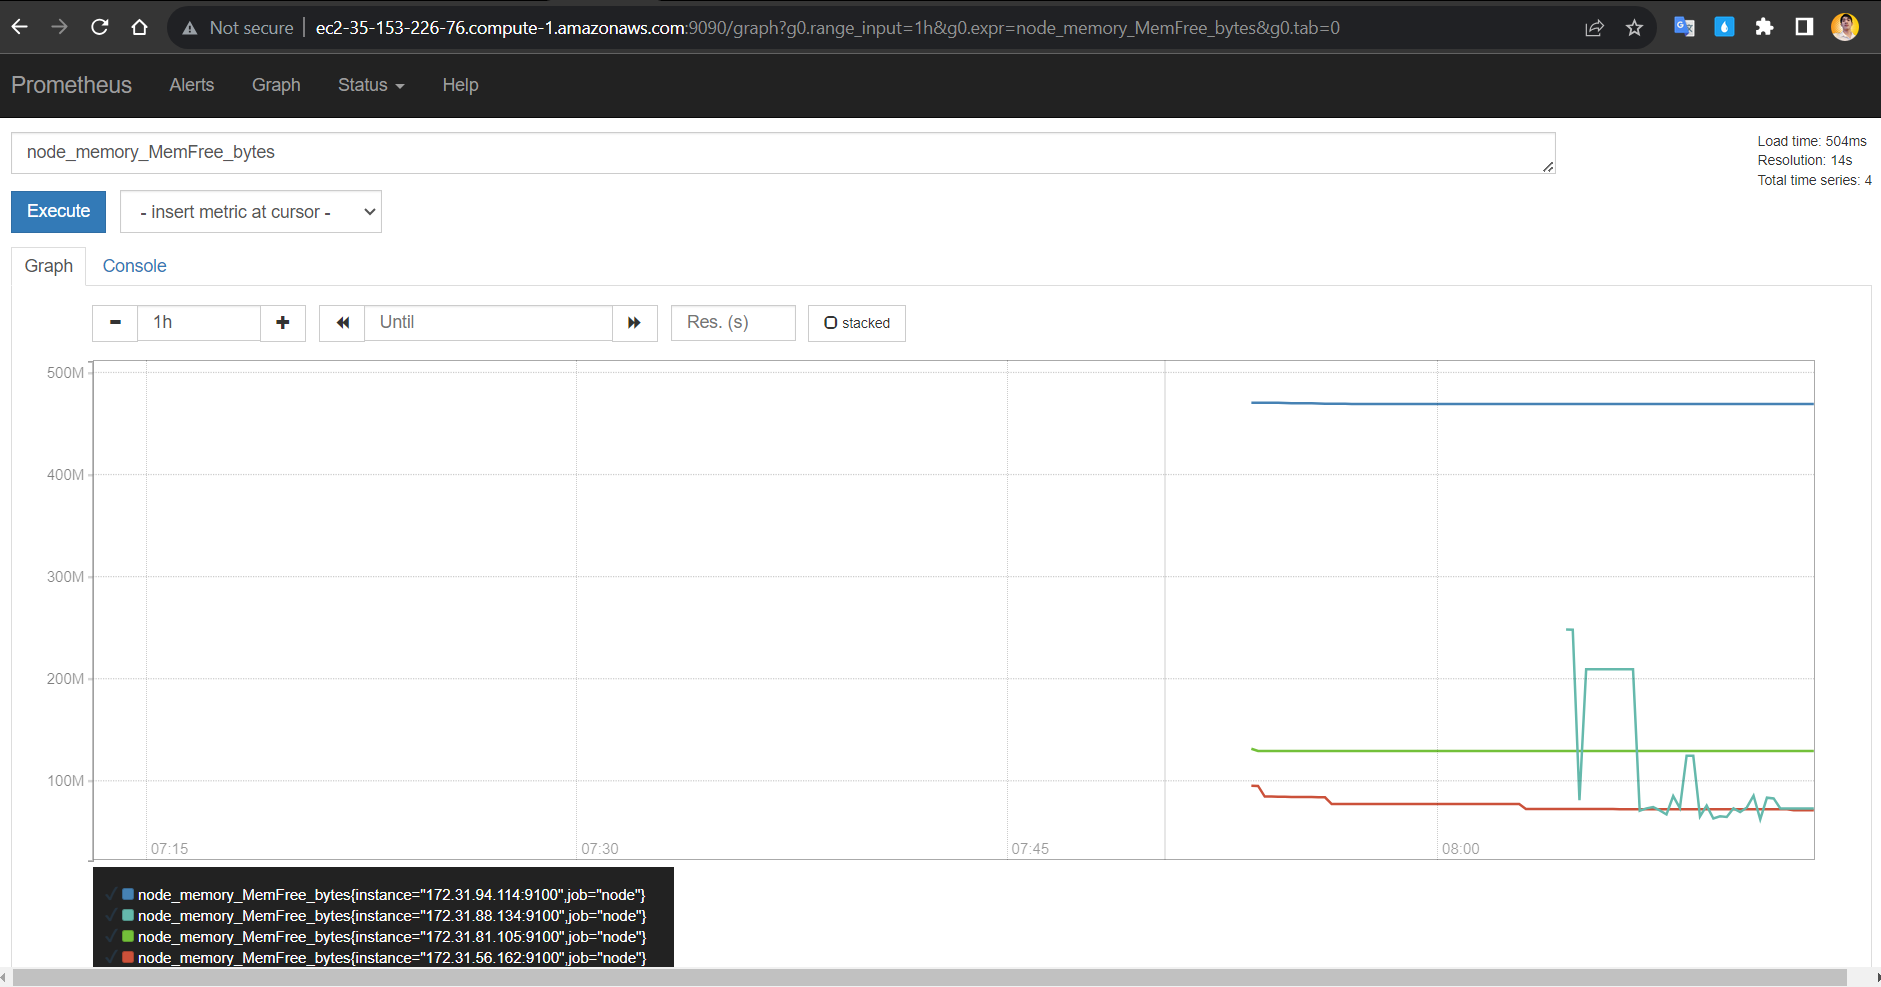 Not secure | ec2-35-153-226-76.compute-1.amazonaws.com:9090/graph?g0.range_input=1h&g0.expr=node_memory_MemFree_bytes&g0.tab=0
Prometheus Alerts Graph Status Help
node_memory_MemFree_bytes
Load time: 504ms
Resolution: 14s
Total time series: 4
Execute - insert metric at cursor -
Graph Console
1h Until Res. (s) stacked
500M
400M
300M
200M
100M
07:15 07:30 07:45 08:00
node_memory_MemFree_bytes{instance="172.31.94.114:9100",job="node"}
node_memory_MemFree_bytes{instance="172.31.88.134:9100",job="node"}
node_memory_MemFree_bytes{instance="172.31.81.105:9100",job="node"}
node_memory_MemFree_bytes{instance="172.31.56.162:9100",job="node"}